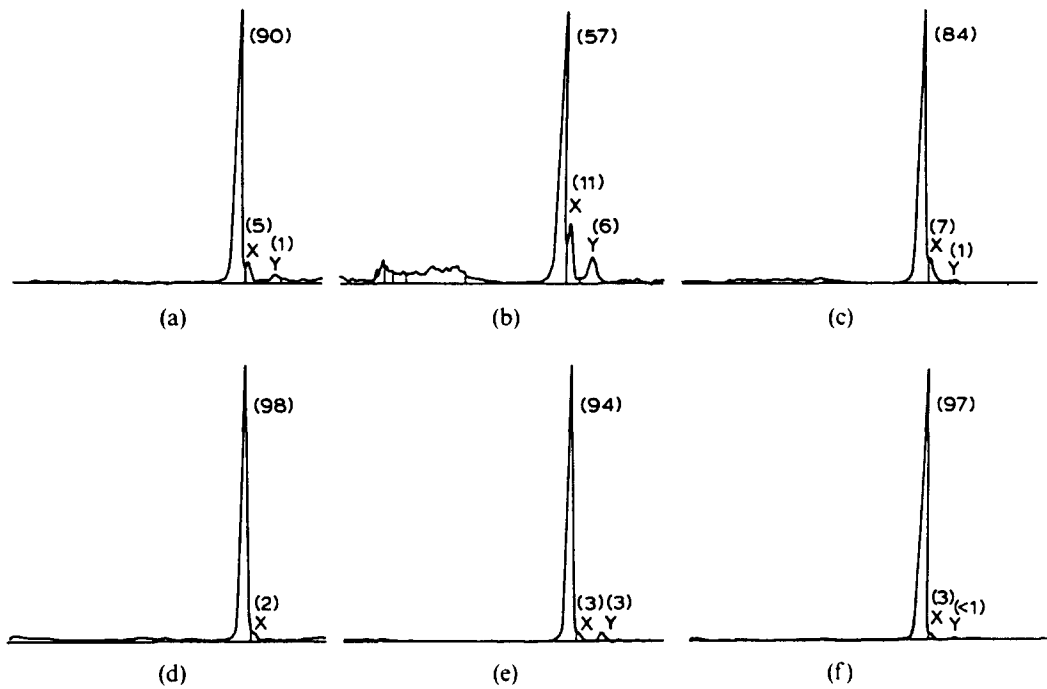 (90)
(5)
X
(1)
Y
(a)
(57)
(11)
X
(6)
Y
(b)
(84)
(7)
X
(1)
Y
(c)
(98)
(2)
X
(d)
(94)
(3)
X
(3)
Y
(e)
(97)
(3)
X
(<1)
Y
(f)